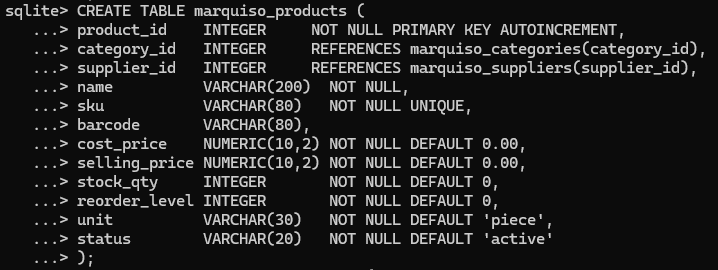 sqlite> CREATE TABLE marquiso_products (
   ...> product_id    INTEGER     NOT NULL PRIMARY KEY AUTOINCREMENT,
   ...> category_id   INTEGER     REFERENCES marquiso_categories(category_id),
   ...> supplier_id   INTEGER     REFERENCES marquiso_suppliers(supplier_id),
   ...> name          VARCHAR(200)  NOT NULL,
   ...> sku           VARCHAR(80)   NOT NULL UNIQUE,
   ...> barcode       VARCHAR(80),
   ...> cost_price    NUMERIC(10,2) NOT NULL DEFAULT 0.00,
   ...> selling_price NUMERIC(10,2) NOT NULL DEFAULT 0.00,
   ...> stock_qty     INTEGER       NOT NULL DEFAULT 0,
   ...> reorder_level INTEGER       NOT NULL DEFAULT 0,
   ...> unit          VARCHAR(30)   NOT NULL DEFAULT 'piece',
   ...> status        VARCHAR(20)   NOT NULL DEFAULT 'active'
   ...> );